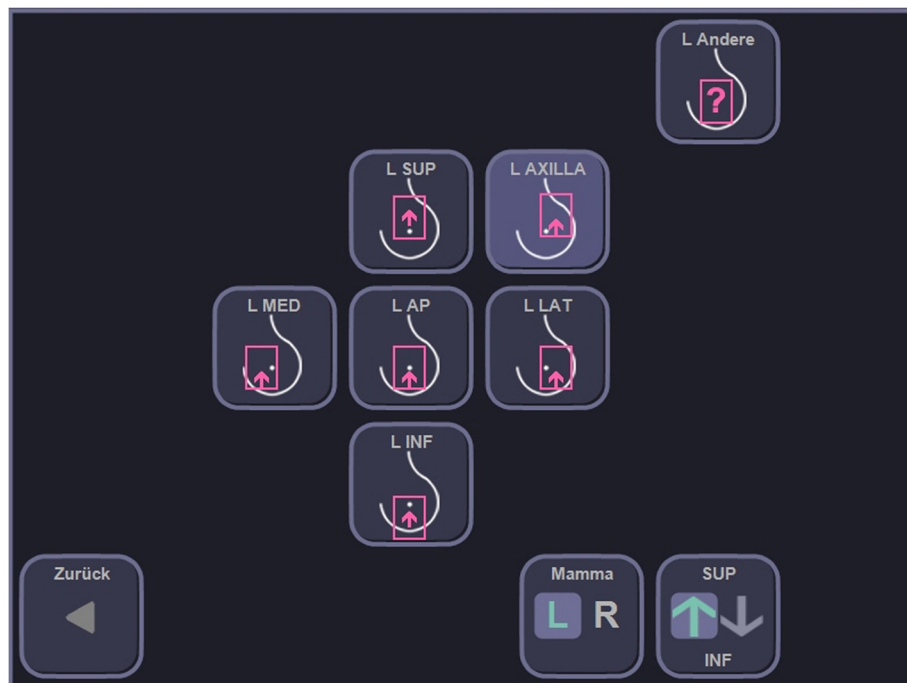 L Andere
?
L SUP
L AXILLA
L MED
L AP
L LAT
L INF
Zurück
Mamma
L R
SUP
INF